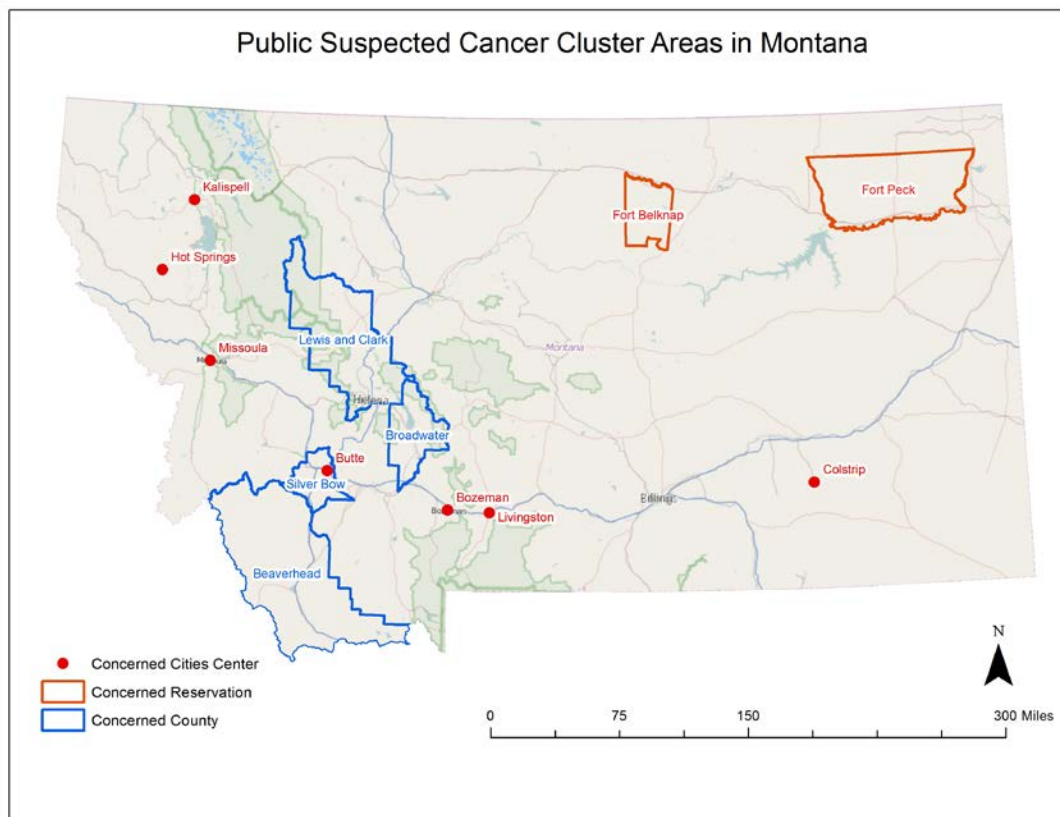 Public Suspected Cancer Cluster Areas in Montana
Kalispell
Fort Peck
Fort Belknap
Hot Springs
Lewis and Clark
Montana
Missoula
Helena
Broadwater
Butte
Silver Bow
Colstrip
Billings
Bozeman
Livingston
Beaverhead
N
Concerned Cities Center
Concerned Reservation
Concerned County
0 75 150 300 Miles